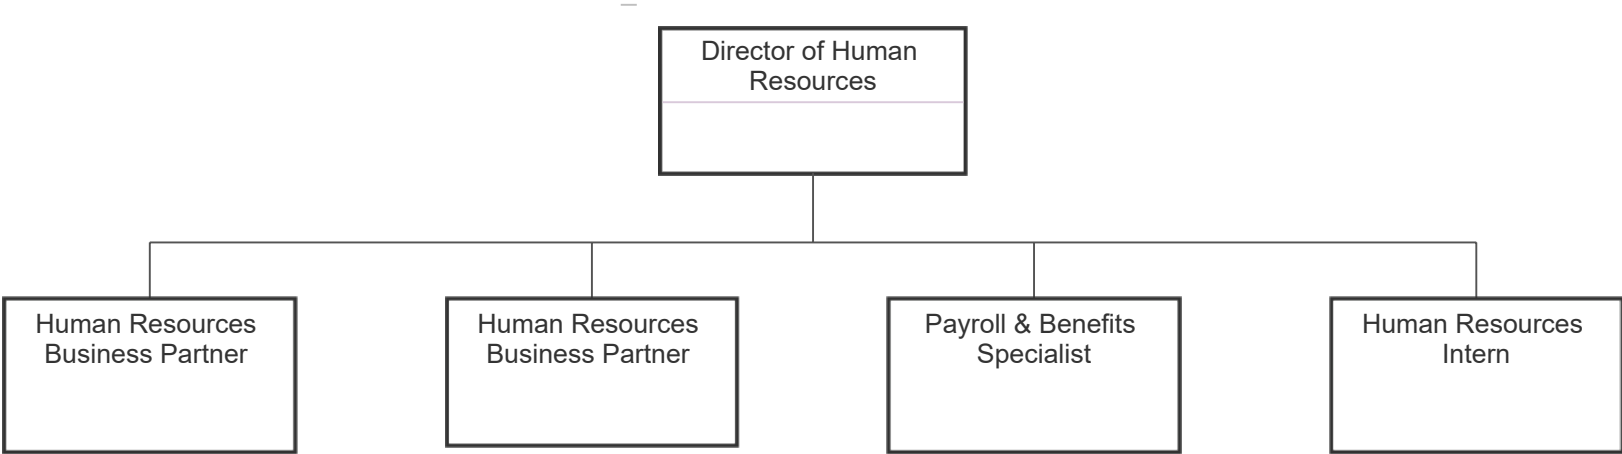 Director of Human
Resources
Human Resources
Business Partner
Human Resources
Business Partner
Payroll & Benefits
Specialist
Human Resources
Intern